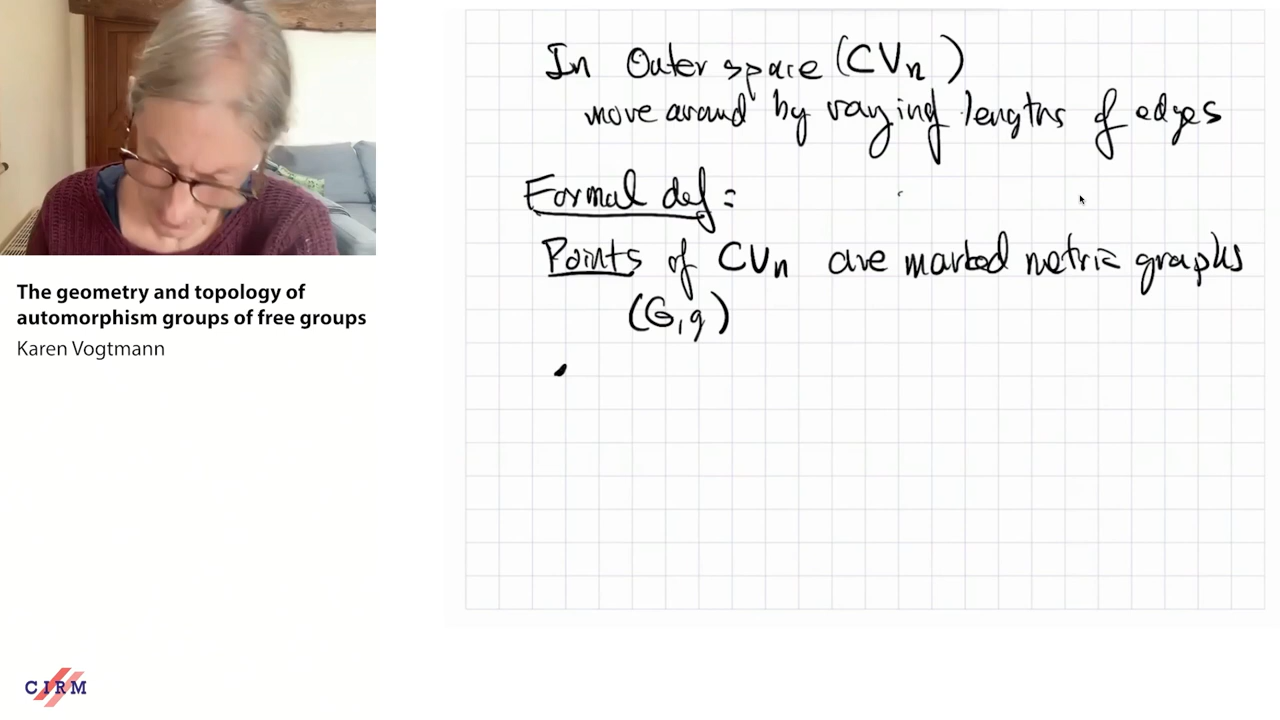 In Outer space (CVn)
move around by varying lengths of edges
Formal def:
Points of CVn are marked metric graphs
(G, g)
The geometry and topology of
automorphism groups of free groups
Karen Vogtmann
CIRM